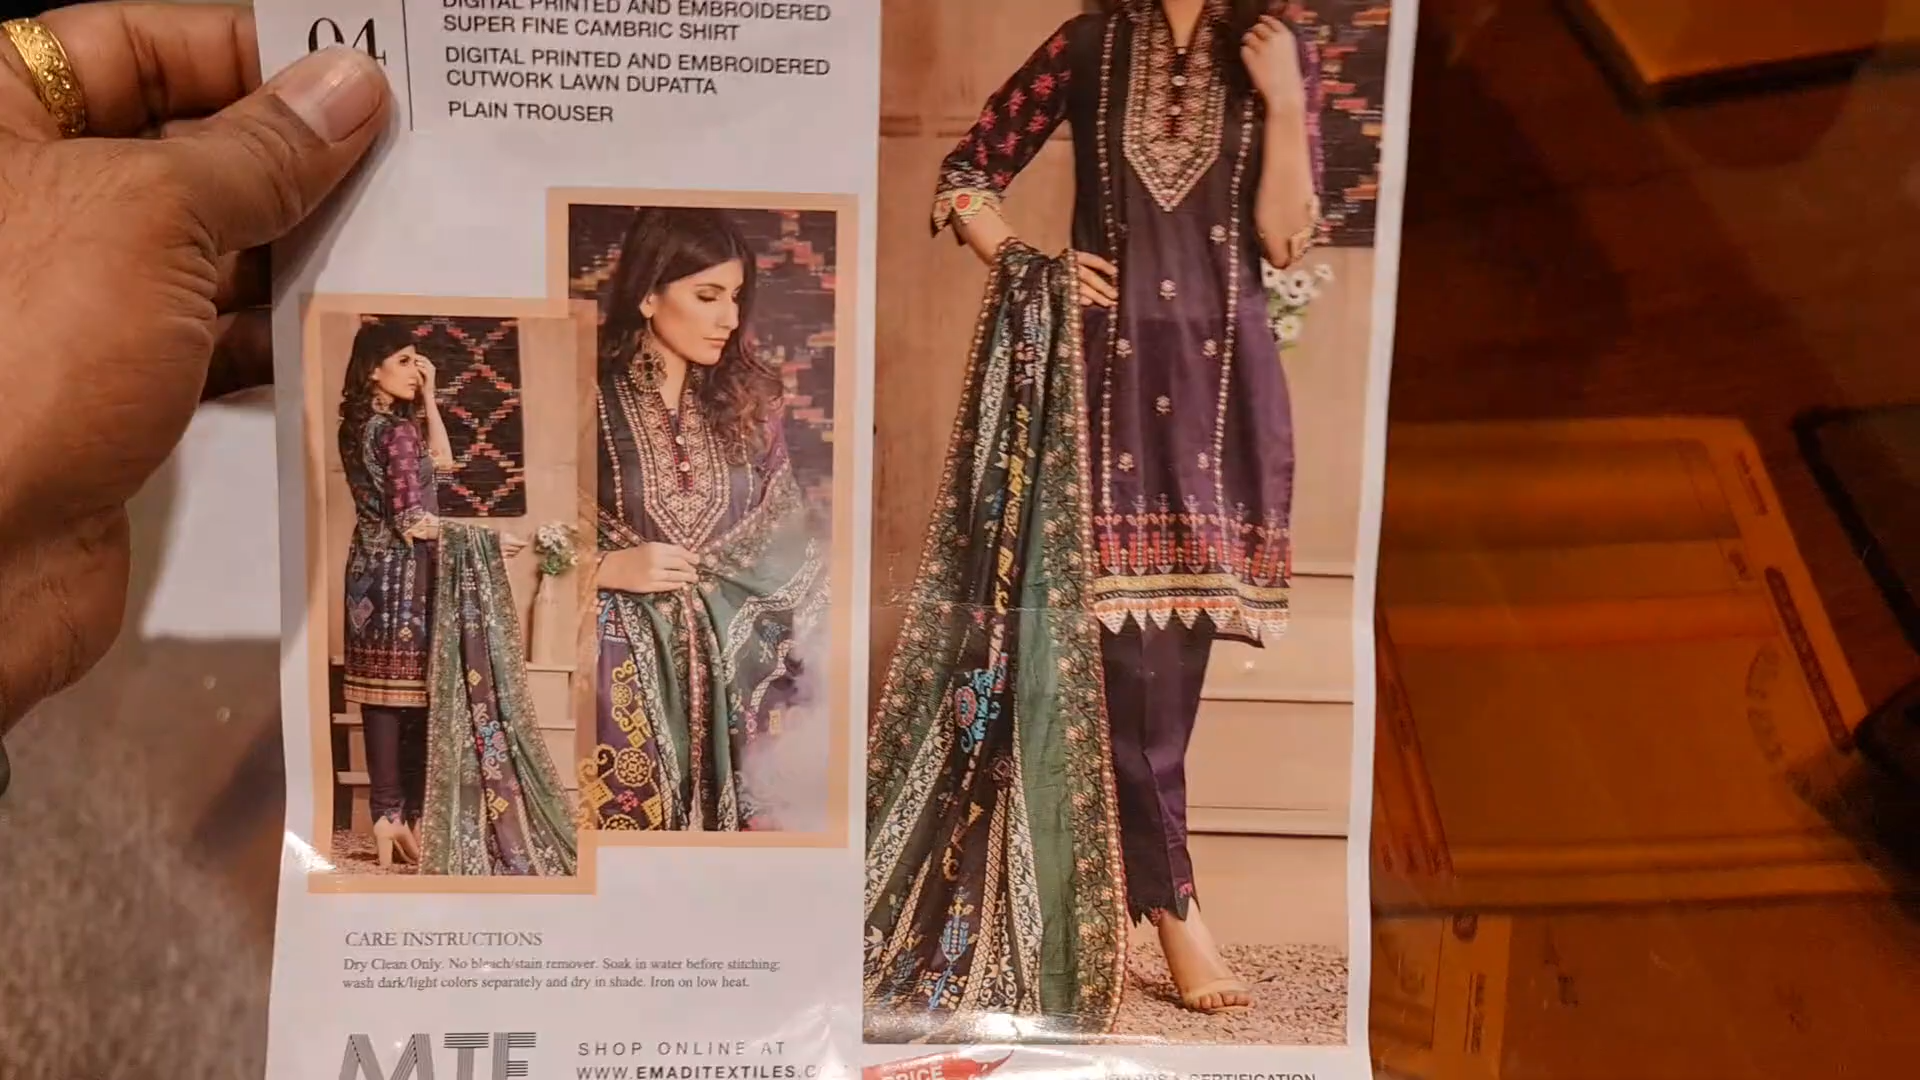 04
DIGITAL PRINTED AND EMBROIDERED
SUPER FINE CAMBRIC SHIRT
DIGITAL PRINTED AND EMBROIDERED
CUTWORK LAWN DUPATTA
PLAIN TROUSER
CARE INSTRUCTIONS
Dry Clean Only. No bleach/stain remover. Soak in water before stitching;
wash dark/light colors separately and dry in shade. Iron on low heat.
SHOP ONLINE AT
WWW.EMADITEXTILES.C
PRICE
CERTIFICATION